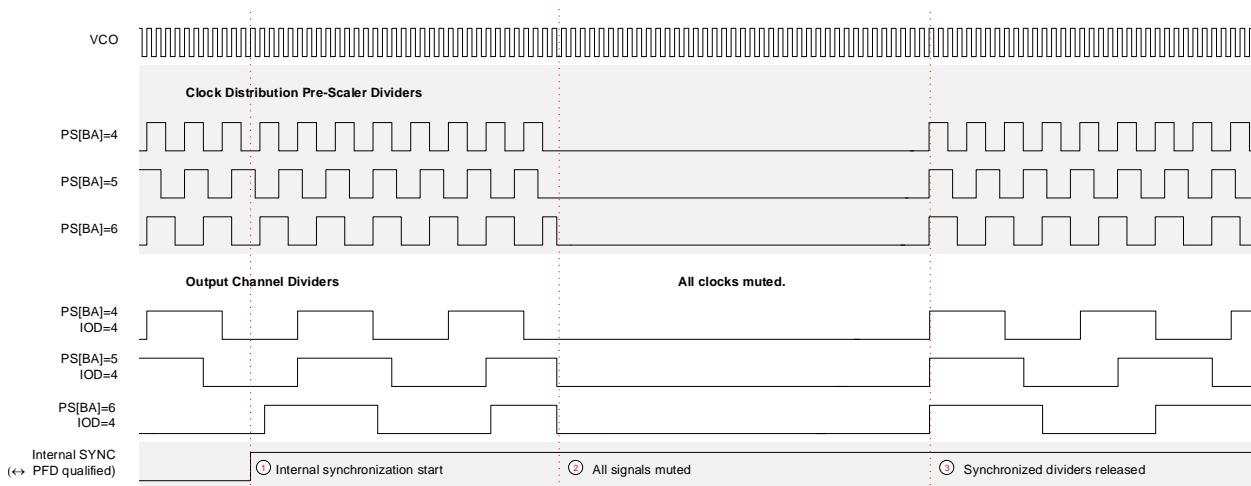 VCO
Clock Distribution Pre-Scaler Dividers
PS[BA]=4
PS[BA]=5
PS[BA]=6
Output Channel Dividers
All clocks muted.
PS[BA]=4
IOD=4
PS[BA]=5
IOD=4
PS[BA]=6
IOD=4
Internal SYNC
(↔ PFD qualified)
1 Internal synchronization start
2 All signals muted
3 Synchronized dividers released